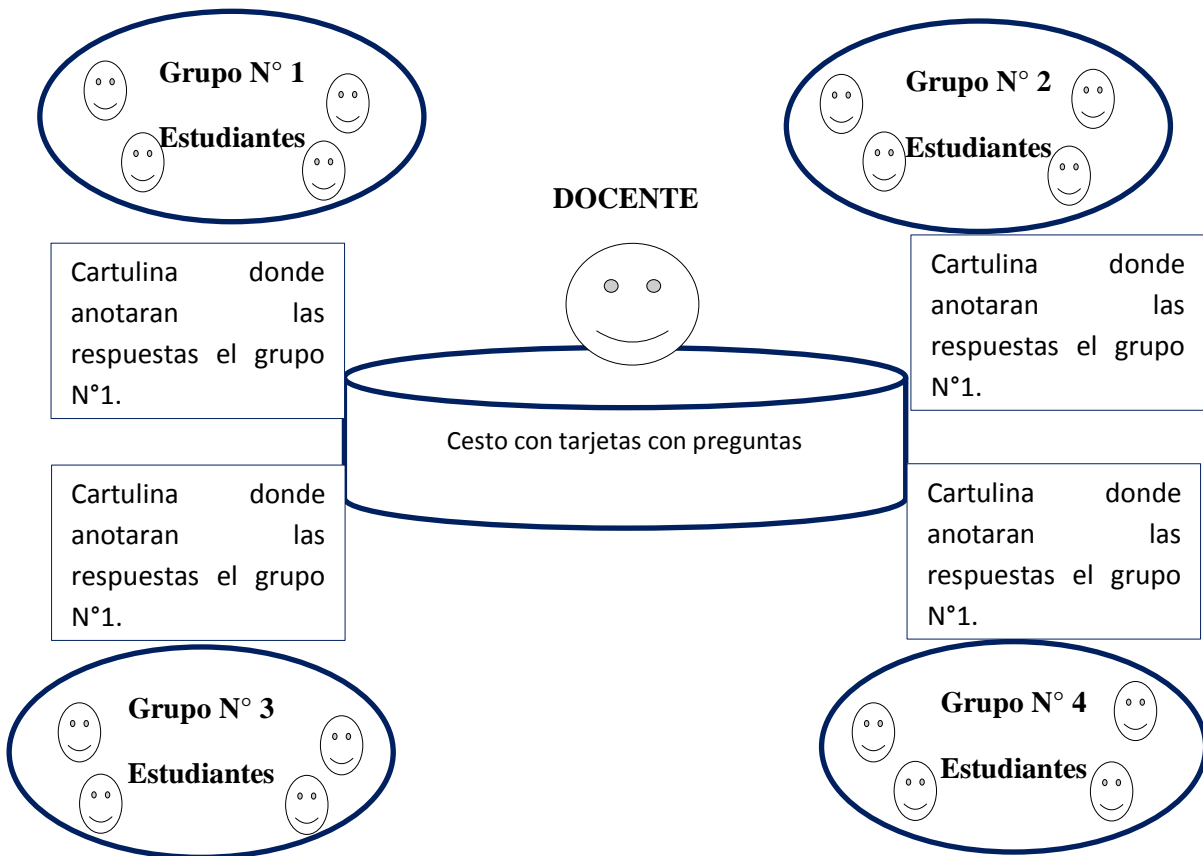 Grupo N° 1
Estudiantes
Grupo N° 2
Estudiantes
DOCENTE
Cartulina donde
anotaran las
respuestas el grupo
N°1.
Cartulina donde
anotaran las
respuestas el grupo
N°1.
Cesto con tarjetas con preguntas
Cartulina donde
anotaran las
respuestas el grupo
N°1.
Cartulina donde
anotaran las
respuestas el grupo
N°1.
Grupo N° 3
Estudiantes
Grupo N° 4
Estudiantes